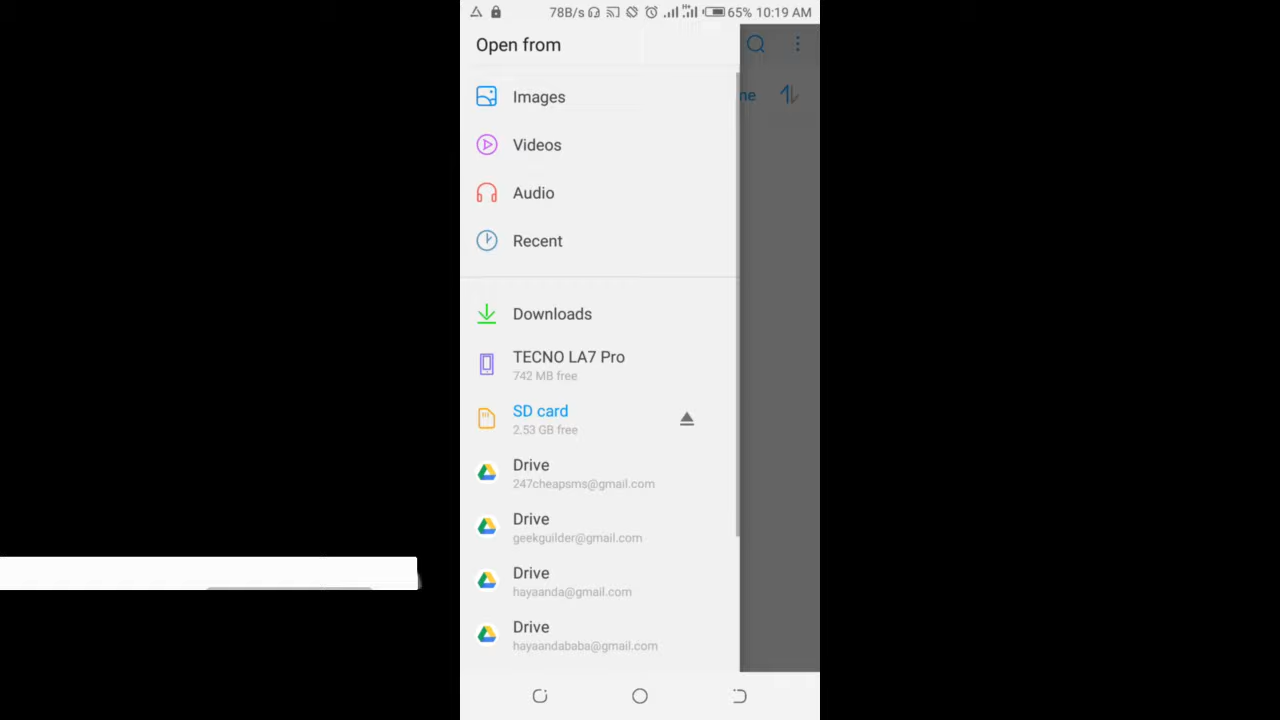 78B/s 65% 10:19 AM
Open from
Images
ne
Videos
Audio
Recent
Downloads
TECNO LA7 Pro
742 MB free
SD card
2.53 GB free
Drive
247cheapsms@gmail.com
Drive
geekguilder@gmail.com
Drive
hayaanda@gmail.com
Drive
hayaandababa@gmail.com